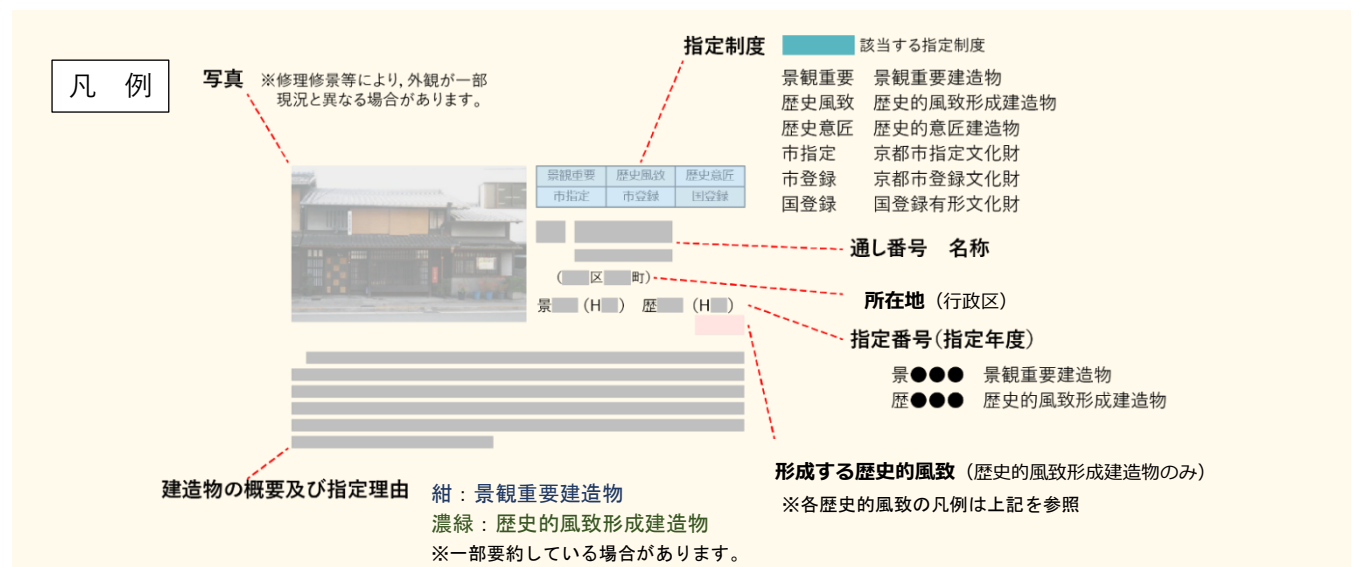 凡 例
写真 ※修理修景等により,外観が一部
現況と異なる場合があります。
指定制度 該当する指定制度
景観重要 景観重要建造物
歴史風致 歴史的風致形成建造物
歴史意匠 歴史的意匠建造物
市指定 京都市指定文化財
市登録 京都市登録文化財
国登録 国登録有形文化財
景観重要 歴史風致 歴史意匠
市指定 市登録 国登録
通し番号 名称
(区町)
所在地(行政区)
景(H) 歴(H)
指定番号(指定年度)
景●●● 景観重要建造物
歴●●● 歴史的風致形成建造物
形成する歴史的風致(歴史的風致形成建造物のみ)
※各歴史的風致の凡例は上記を参照
建造物の概要及び指定理由
紺:景観重要建造物
濃緑:歴史的風致形成建造物
※一部要約している場合があります。